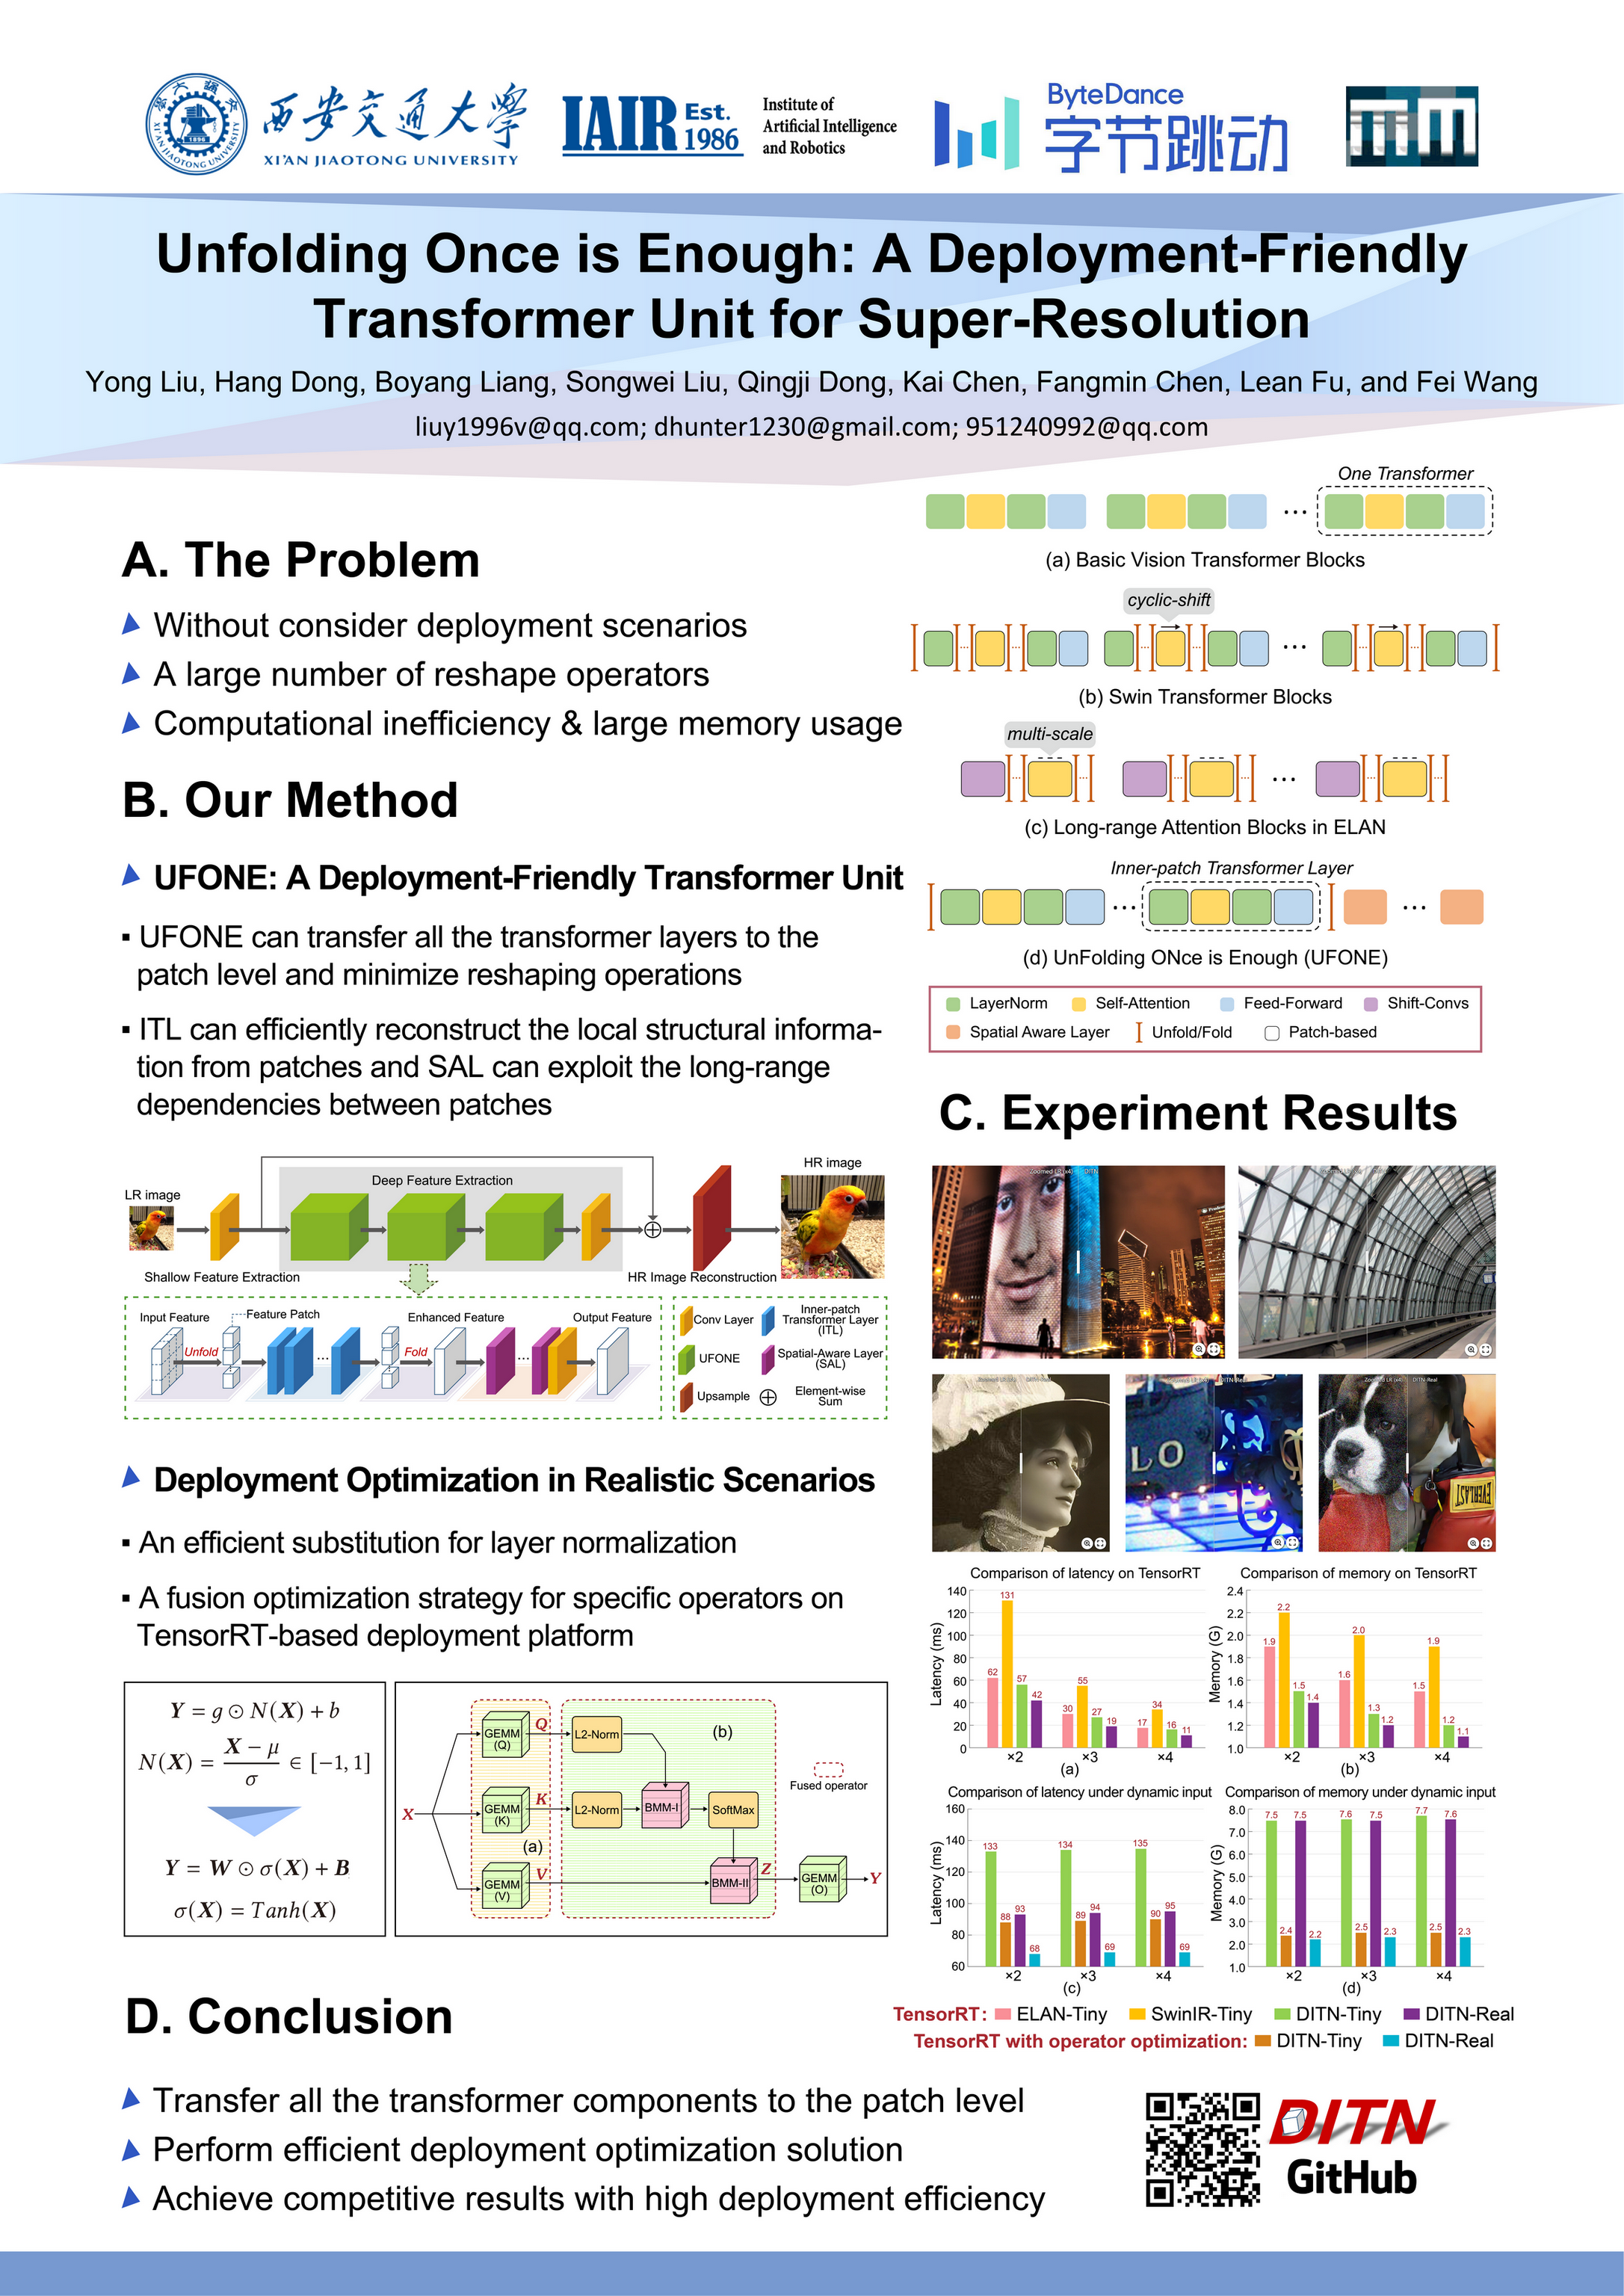 西安交通大学
XI'AN JIAOTONG UNIVERSITY
IAIR Est. 1986
Institute of
Artificial Intelligence
and Robotics
ByteDance
字节跳动
Unfolding Once is Enough: A Deployment-Friendly
Transformer Unit for Super-Resolution
Yong Liu, Hang Dong, Boyang Liang, Songwei Liu, Qingji Dong, Kai Chen, Fangmin Chen, Lean Fu, and Fei Wang
liuy1996v@qq.com; dhunter1230@gmail.com; 951240992@qq.com
A. The Problem
Without consider deployment scenarios
A large number of reshape operators
Computational inefficiency & large memory usage
B. Our Method
UFONE: A Deployment-Friendly Transformer Unit
▪ UFONE can transfer all the transformer layers to the
patch level and minimize reshaping operations
▪ ITL can efficiently reconstruct the local structural informa-
tion from patches and SAL can exploit the long-range
dependencies between patches
LR image
Deep Feature Extraction
HR image
Shallow Feature Extraction
HR Image Reconstruction
Input Feature
Feature Patch
Enhanced Feature
Output Feature
Unfold
...
Fold
...
Conv Layer
Inner-patch
Transformer Layer
(ITL)
UFONE
Spatial-Aware Layer
(SAL)
Upsample
Element-wise
Sum
Deployment Optimization in Realistic Scenarios
▪ An efficient substitution for layer normalization
▪ A fusion optimization strategy for specific operators on
TensorRT-based deployment platform
Y = g ⊙ N(X) + b
N(X) = (X − μ) / σ ∈ [−1, 1]
Y = W ⊙ σ(X) + B
σ(X) = Tanh(X)
X
GEMM
(Q)
Q
L2-Norm
(b)
GEMM
(K)
K
L2-Norm
BMM-I
SoftMax
(a)
GEMM
(V)
V
BMM-II
Z
GEMM
(O)
Y
Fused operator
One Transformer
...
(a) Basic Vision Transformer Blocks
cyclic-shift
...
(b) Swin Transformer Blocks
multi-scale
...
(c) Long-range Attention Blocks in ELAN
Inner-patch Transformer Layer
... ...
(d) UnFolding ONce is Enough (UFONE)
LayerNorm Self-Attention Feed-Forward Shift-Convs
Spatial Aware Layer Unfold/Fold Patch-based
C. Experiment Results
Zoomed LR (x4) DITN
LO
Zoomed LR (x4) DITN-Real
EVERLAST
Comparison of latency on TensorRT
Latency (ms)
140
120
100
80
60
40
20
0
62 131 57 42
30 55 27 19
17 34 16 11
×2 ×3 ×4
(a)
Comparison of memory on TensorRT
Memory (G)
2.4
2.2
2.0
1.8
1.6
1.4
1.2
1.0
1.9 2.2 1.5 1.4
1.6 2.0 1.3 1.2
1.5 1.9 1.2 1.1
×2 ×3 ×4
(b)
Comparison of latency under dynamic input
Latency (ms)
160
140
120
100
80
60
133 88 93 68
134 89 94 69
135 90 95 69
×2 ×3 ×4
(c)
Comparison of memory under dynamic input
Memory (G)
8.0
7.0
6.0
5.0
4.0
3.0
2.0
1.0
7.5 2.4 7.5 2.2
7.6 2.5 7.5 2.3
7.7 2.5 7.6 2.3
×2 ×3 ×4
(d)
TensorRT: ELAN-Tiny SwinIR-Tiny DITN-Tiny DITN-Real
TensorRT with operator optimization: DITN-Tiny DITN-Real
D. Conclusion
Transfer all the transformer components to the patch level
Perform efficient deployment optimization solution
Achieve competitive results with high deployment efficiency
DITN
GitHub